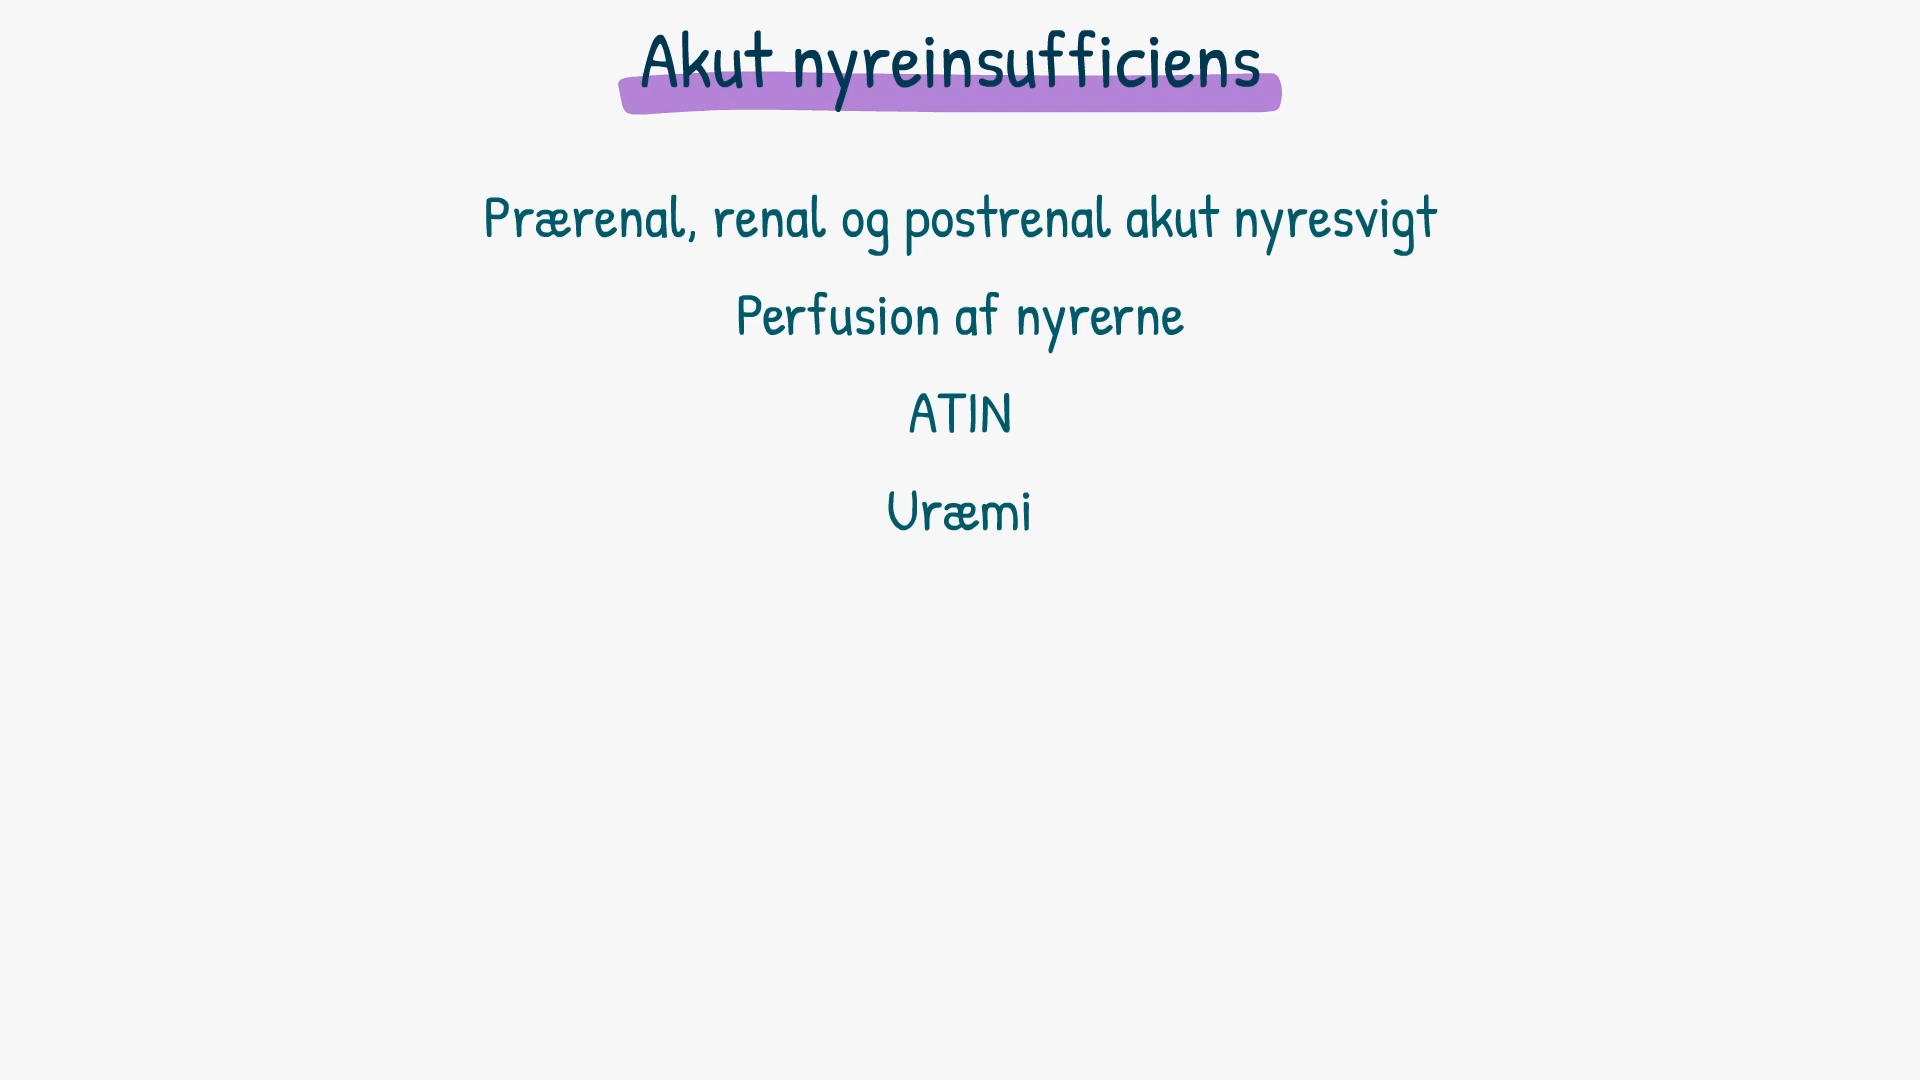 Akut nyreinsufficiens
Prærenal, renal og postrenal akut nyresvigt
Perfusion af nyrerne
ATIN
Uræmi